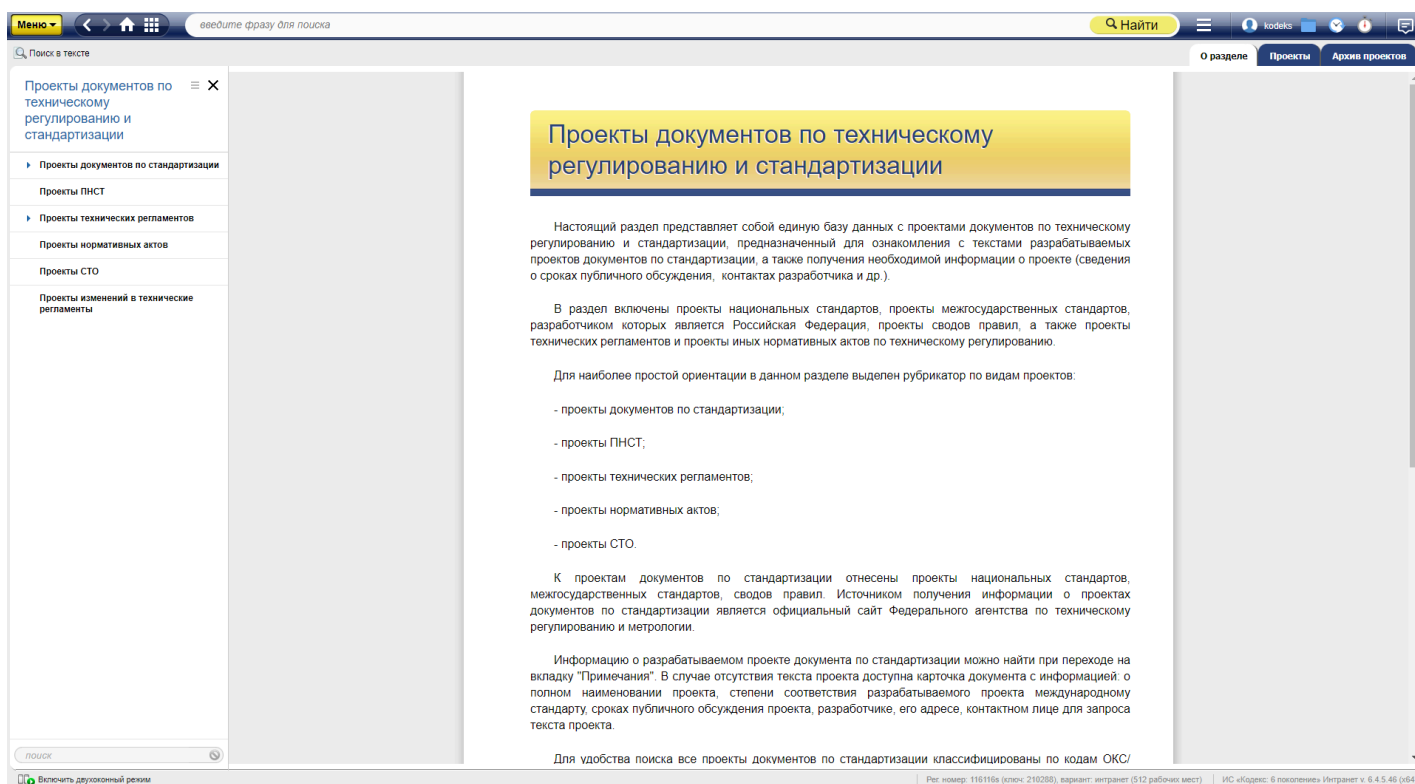 Меню
введите фразу для поиска
Найти
kodeks
Поиск в тексте
О разделе
Проекты
Архив проектов
Проекты документов по
техническому
регулированию и
стандартизации
Проекты документов по стандартизации
Проекты ПНСТ
Проекты технических регламентов
Проекты нормативных актов
Проекты СТО
Проекты изменений в технические
регламенты
поиск
Проекты документов по техническому
регулированию и стандартизации
Настоящий раздел представляет собой единую базу данных с проектами документов по техническому
регулированию и стандартизации, предназначенный для ознакомления с текстами разрабатываемых
проектов документов по стандартизации, а также получения необходимой информации о проекте (сведения
о сроках публичного обсуждения, контактах разработчика и др.).
В раздел включены проекты национальных стандартов, проекты межгосударственных стандартов,
разработчиком которых является Российская Федерация, проекты сводов правил, а также проекты
технических регламентов и проекты иных нормативных актов по техническому регулированию.
Для наиболее простой ориентации в данном разделе выделен рубрикатор по видам проектов:
- проекты документов по стандартизации;
- проекты ПНСТ;
- проекты технических регламентов;
- проекты нормативных актов;
- проекты СТО.
К проектам документов по стандартизации отнесены проекты национальных стандартов,
межгосударственных стандартов, сводов правил. Источником получения информации о проектах
документов по стандартизации является официальный сайт Федерального агентства по техническому
регулированию и метрологии.
Информацию о разрабатываемом проекте документа по стандартизации можно найти при переходе на
вкладку "Примечания". В случае отсутствия текста проекта доступна карточка документа с информацией: о
полном наименовании проекта, степени соответствия разрабатываемого проекта международному
стандарту, сроках публичного обсуждения проекта, разработчике, его адресе, контактном лице для запроса
текста проекта.
Для удобства поиска все проекты документов по стандартизации классифицированы по кодам ОКС/
Включить двухоконный режим
Рег. номер: 116116s (ключ: 210288), вариант: интранет (512 рабочих мест)
ИС «Кодекс: 6 поколение» Интранет v. 6.4.5.46 (x64